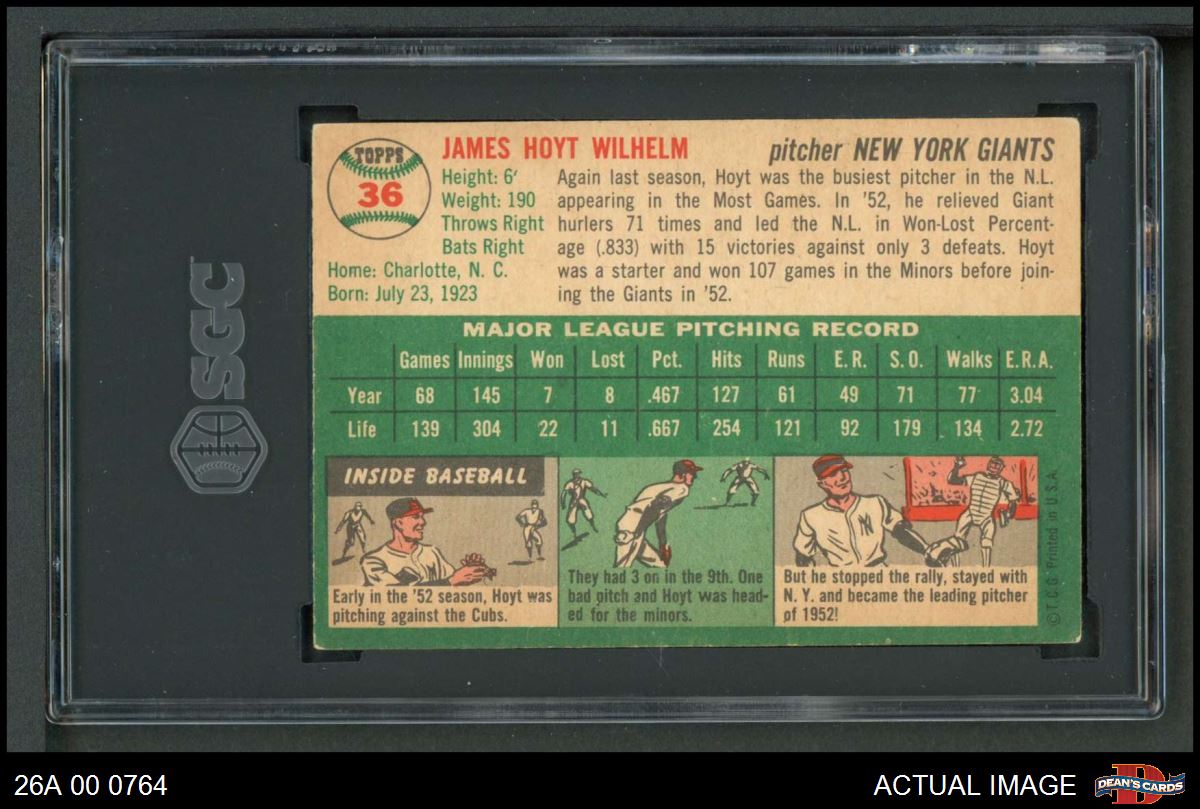 SGC
TOPPS
36
JAMES HOYT WILHELM
pitcher NEW YORK GIANTS
Height: 6'
Weight: 190
Throws Right
Bats Right
Home: Charlotte, N. C.
Born: July 23, 1923
Again last season, Hoyt was the busiest pitcher in the N.L.
appearing in the Most Games. In '52, he relieved Giant
hurlers 71 times and led the N.L. in Won-Lost Percent-
age (.833) with 15 victories against only 3 defeats. Hoyt
was a starter and won 107 games in the Minors before join-
ing the Giants in '52.
MAJOR LEAGUE PITCHING RECORD
Games Innings Won Lost Pct. Hits Runs E.R. S.O. Walks E.R.A.
Year 68 145 7 8 .467 127 61 49 71 77 3.04
Life 139 304 22 11 .667 254 121 92 179 134 2.72
INSIDE BASEBALL
Early in the '52 season, Hoyt was
pitching against the Cubs.
They had 3 on in the 9th. One
bad pitch and Hoyt was head-
ed for the minors.
NY
But he stopped the rally, stayed with
N. Y. and became the leading pitcher
of 1952!
© T.C.G. Printed in U.S.A.
26A 00 0764
ACTUAL IMAGE
D
DEAN'S CARDS